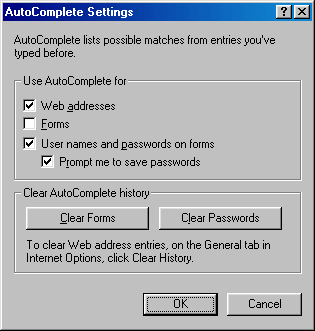 AutoComplete Settings
AutoComplete lists possible matches from entries you've
typed before.
Use AutoComplete for
Web addresses
Forms
User names and passwords on forms
Prompt me to save passwords
Clear AutoComplete history
Clear Forms
Clear Passwords
To clear Web address entries, on the General tab in
Internet Options, click Clear History.
OK
Cancel